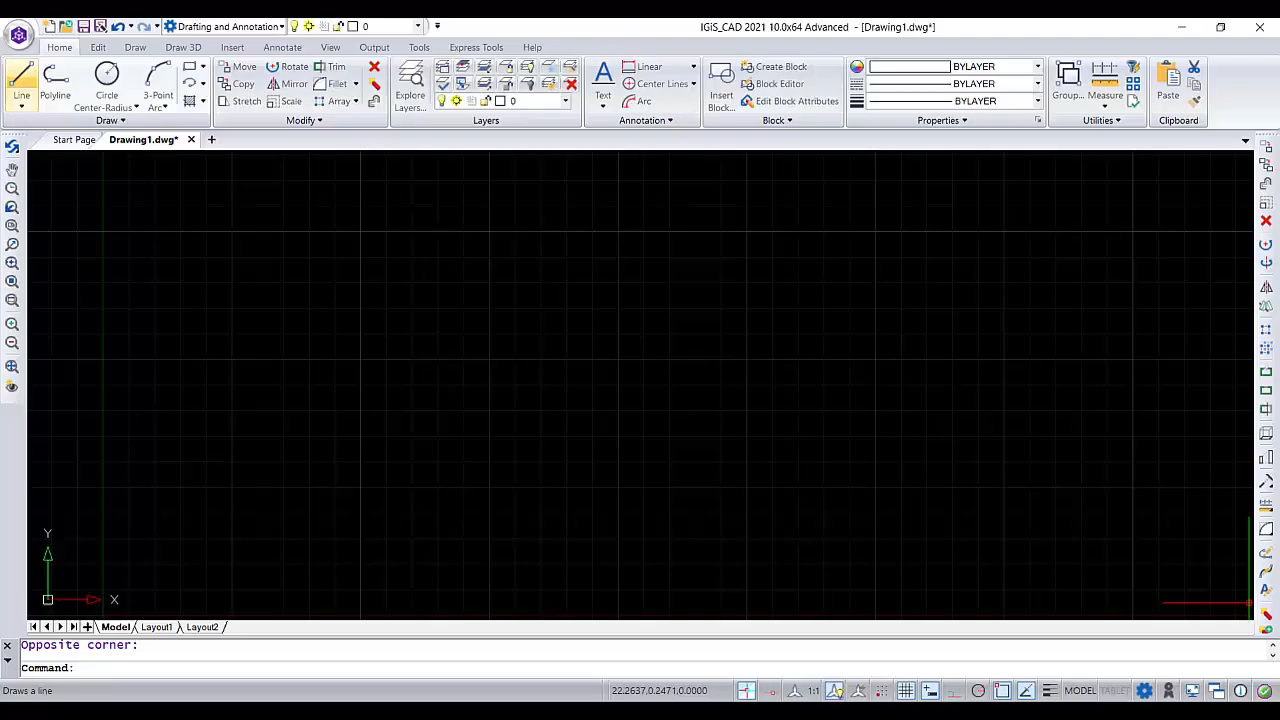 Drafting and Annotation
0
IGIS_CAD 2021 10.0x64 Advanced - [Drawing1.dwg*]
Home Edit Draw Draw 3D Insert Annotate View Output Tools Express Tools Help
Line
Polyline
Circle
Center-Radius
3-Point
Arc
Draw
Move Rotate Trim
Copy Mirror Fillet
Stretch Scale Array
Modify
Explore
Layers...
0
Layers
Text
Linear
Center Lines
Arc
Annotation
Insert
Block...
Create Block
Block Editor
Edit Block Attributes
Block
BYLAYER
BYLAYER
BYLAYER
Properties
Group...
Measure
Utilities
Paste
Clipboard
Start Page Drawing1.dwg*
Y
X
Model Layout1 Layout2
Opposite corner:
Command:
Draws a line
22.2637,0.2471,0.0000
1:1
MODEL
TABLET